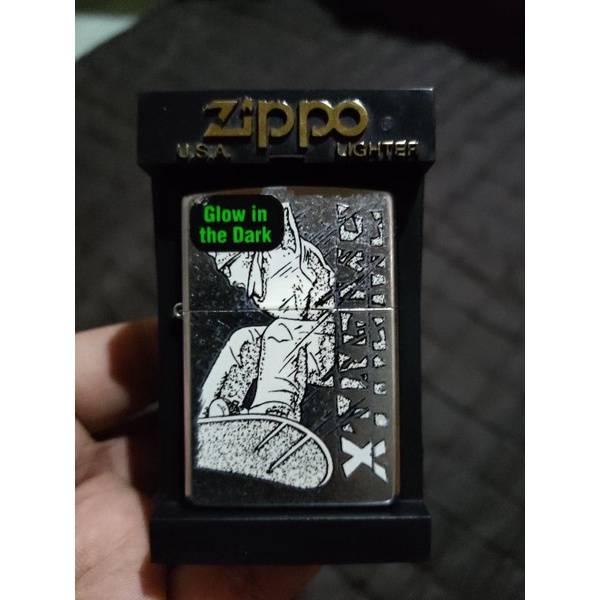 zippo
U.S.A. LIGHTER
Glow in
the Dark